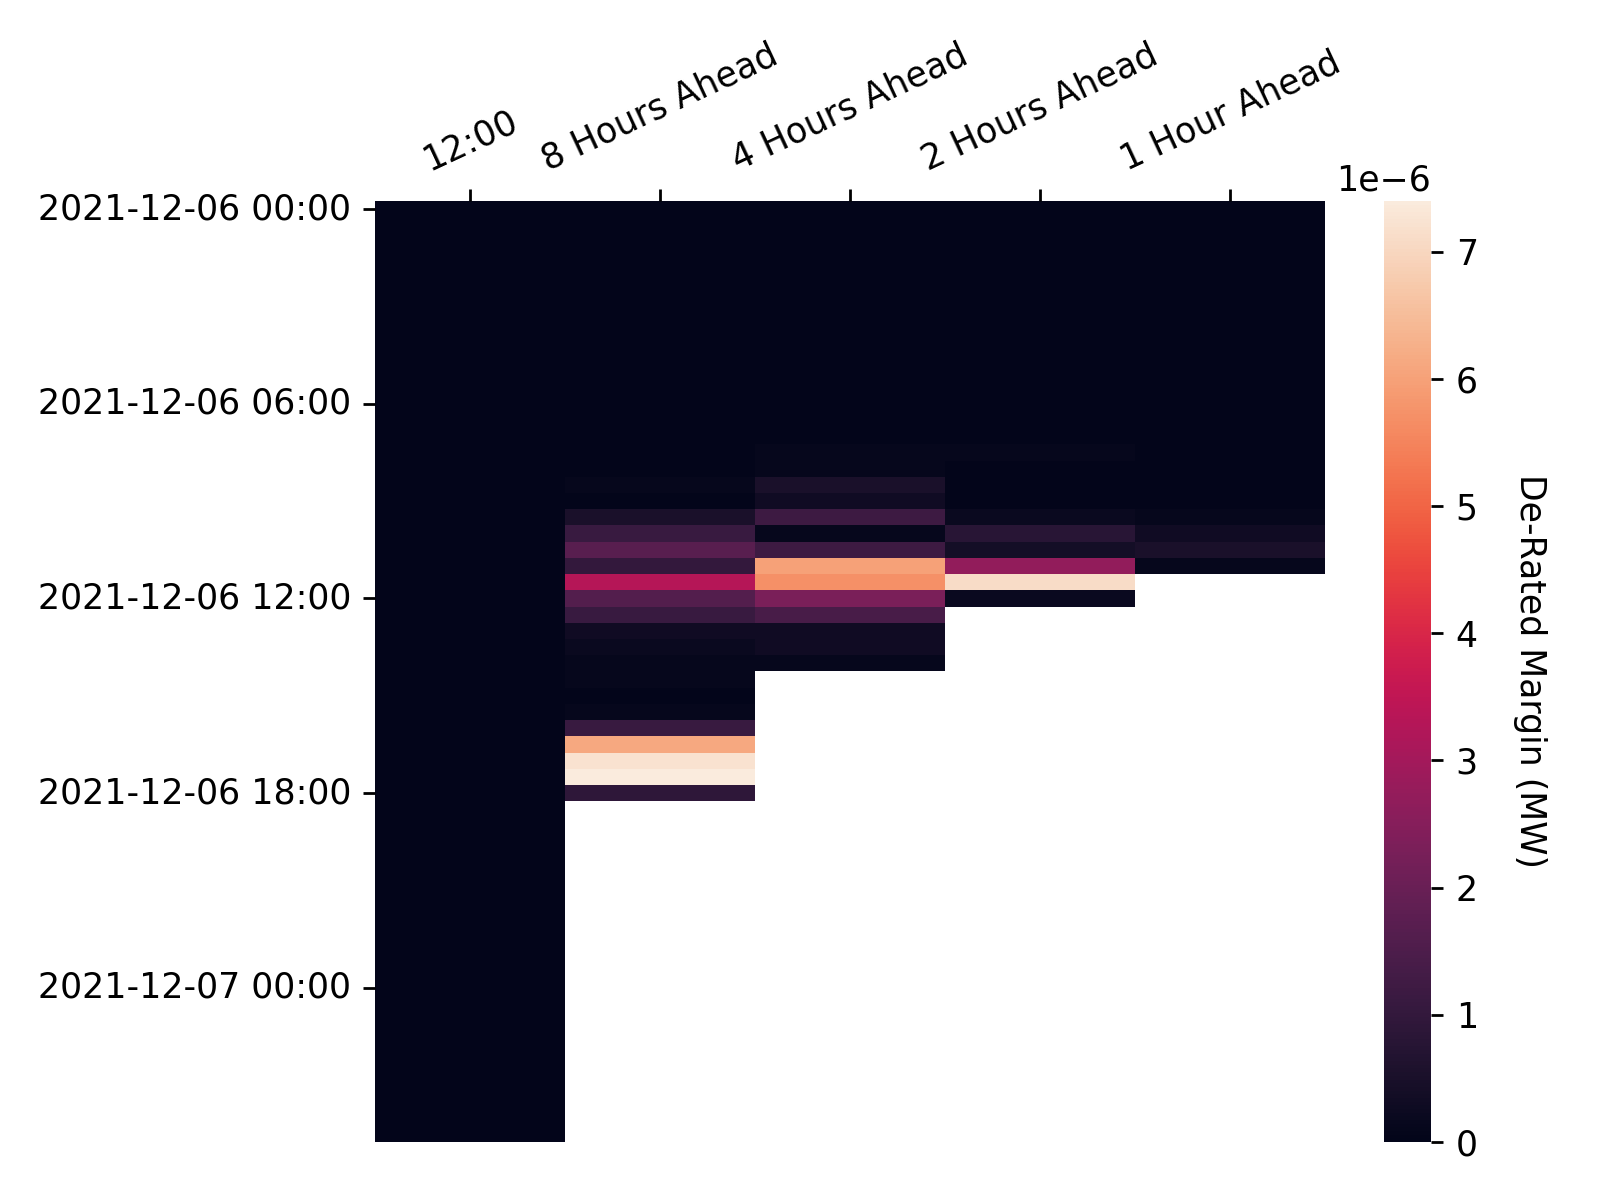 12:00
8 Hours Ahead
4 Hours Ahead
2 Hours Ahead
1 Hour Ahead
2021-12-06 00:00
2021-12-06 06:00
2021-12-06 12:00
2021-12-06 18:00
2021-12-07 00:00
1e−6
7
6
5
4
3
2
1
0
De-Rated Margin (MW)